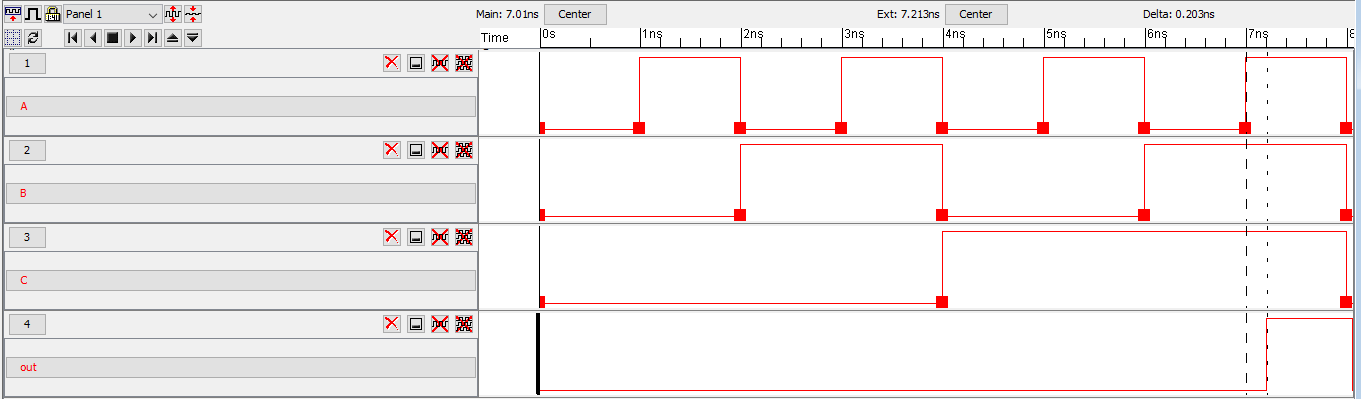 Panel 1 Main: 7.01ns Center Ext: 7.213ns Center Delta: 0.203ns
Time 0s 1ns 2ns 3ns 4ns 5ns 6ns 7ns 8
1
A
2
B
3
C
4
out